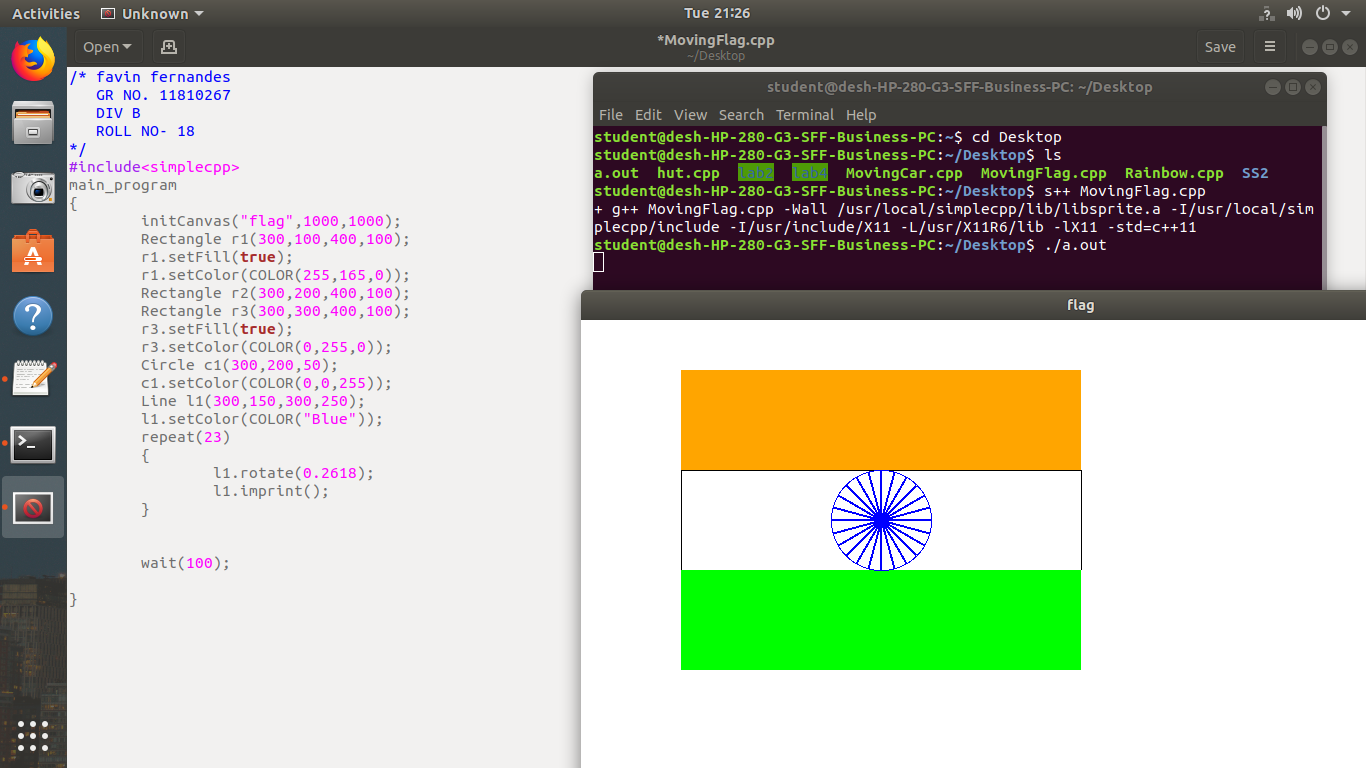 Activities Unknown Tue 21:26
Open *MovingFlag.cpp Save
~/Desktop
/* favin fernandes
GR NO. 11810267
DIV B
ROLL NO- 18
*/
#include<simplecpp>
main_program
{
initCanvas("flag",1000,1000);
Rectangle r1(300,100,400,100);
r1.setFill(true);
r1.setColor(COLOR(255,165,0));
Rectangle r2(300,200,400,100);
Rectangle r3(300,300,400,100);
r3.setFill(true);
r3.setColor(COLOR(0,255,0));
Circle c1(300,200,50);
c1.setColor(COLOR(0,0,255));
Line l1(300,150,300,250);
l1.setColor(COLOR("Blue"));
repeat(23)
{
l1.rotate(0.2618);
l1.imprint();
}
wait(100);
}
student@desh-HP-280-G3-SFF-Business-PC: ~/Desktop
File Edit View Search Terminal Help
student@desh-HP-280-G3-SFF-Business-PC:~$ cd Desktop
student@desh-HP-280-G3-SFF-Business-PC:~/Desktop$ ls
a.out hut.cpp lab2 lab4 MovingCar.cpp MovingFlag.cpp Rainbow.cpp SS2
student@desh-HP-280-G3-SFF-Business-PC:~/Desktop$ s++ MovingFlag.cpp
+ g++ MovingFlag.cpp -Wall /usr/local/simplecpp/lib/libsprite.a -I/usr/local/sim
plecpp/include -I/usr/include/X11 -L/usr/X11R6/lib -lX11 -std=c++11
student@desh-HP-280-G3-SFF-Business-PC:~/Desktop$ ./a.out
flag